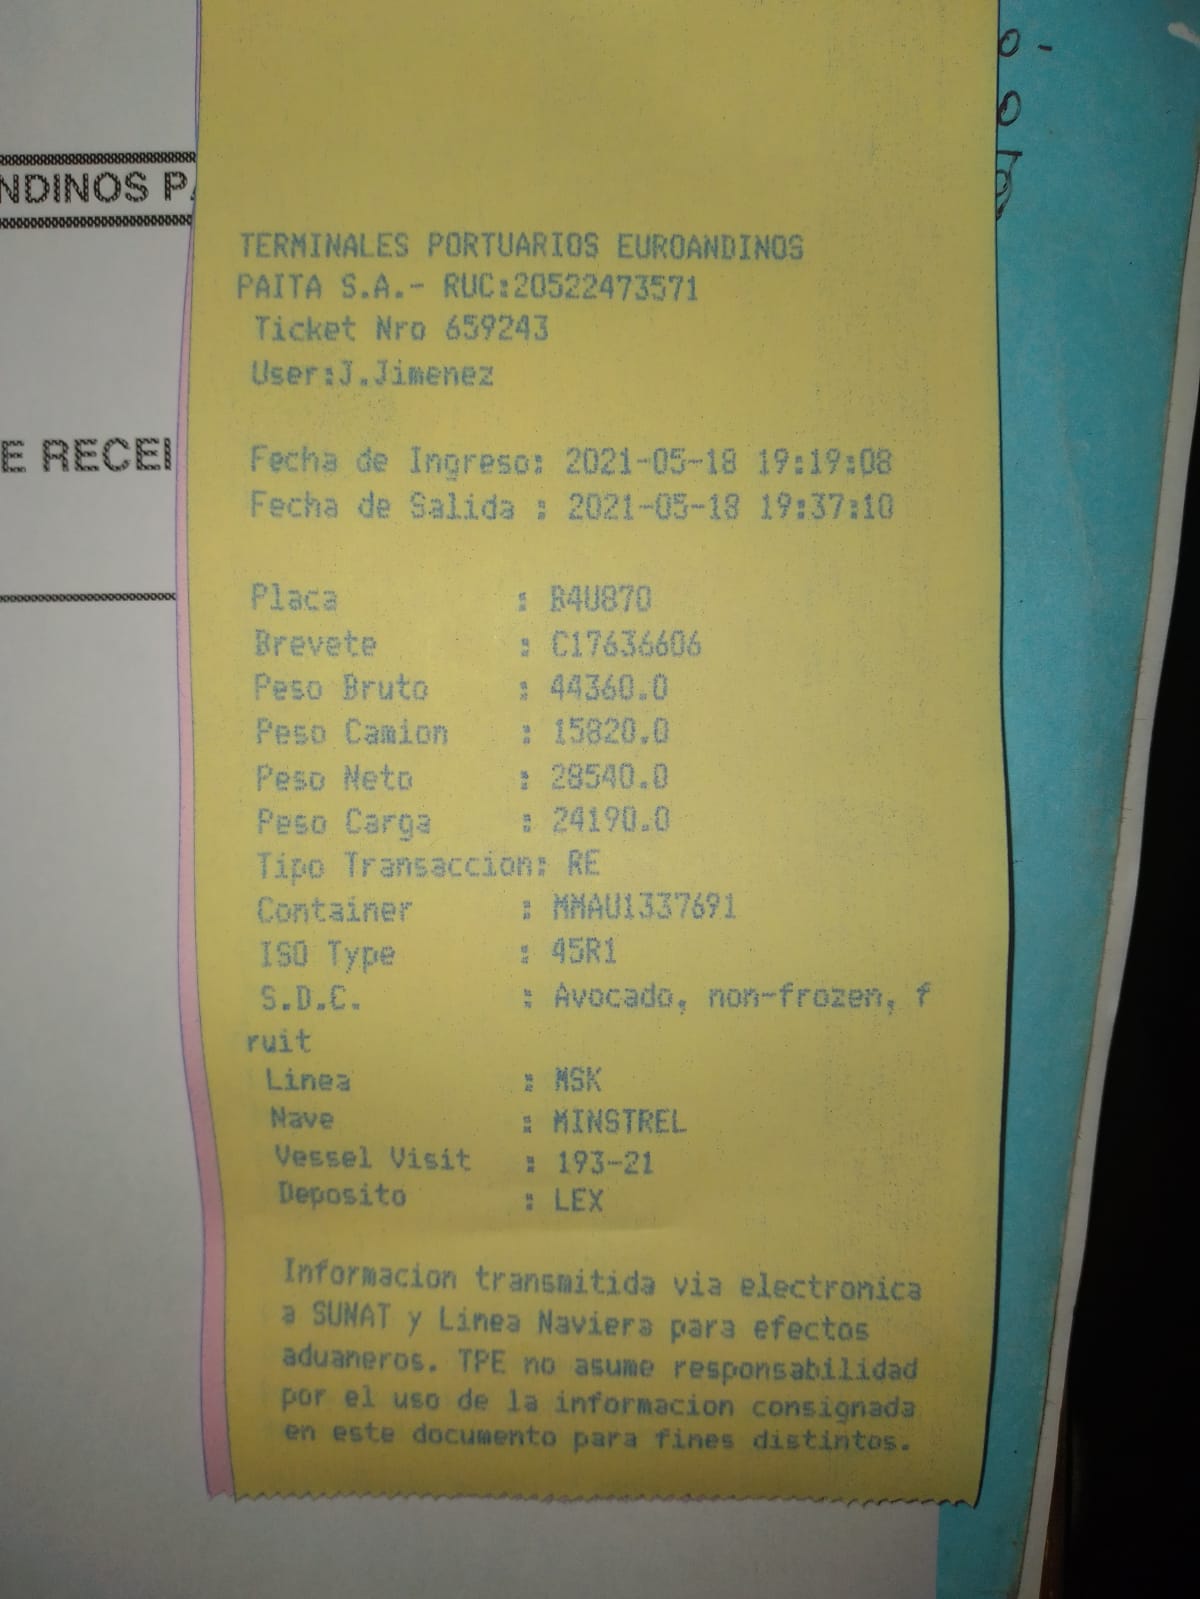 NDINOS PA
E RECEI
TERMINALES PORTUARIOS EUROANDINOS
PAITA S.A.- RUC:20522473571
Ticket Nro 659243
User:J.Jimenez
Fecha de Ingreso: 2021-05-18 19:19:08
Fecha de Salida : 2021-05-18 19:37:10
Placa : B4U870
Brevete : C17636606
Peso Bruto : 44360.0
Peso Camion : 15820.0
Peso Neto : 28540.0
Peso Carga : 24190.0
Tipo Transaccion: RE
Container : MMAU1337691
ISO Type : 45R1
S.D.C. : Avocado, non-frozen, f
ruit
Linea : MSK
Nave : MINSTREL
Vessel Visit : 193-21
Deposito : LEX
Informacion transmitida via electronica
a SUNAT y Linea Naviera para efectos
aduaneros. TPE no asume responsabilidad
por el uso de la informacion consignada
en este documento para fines distintos.